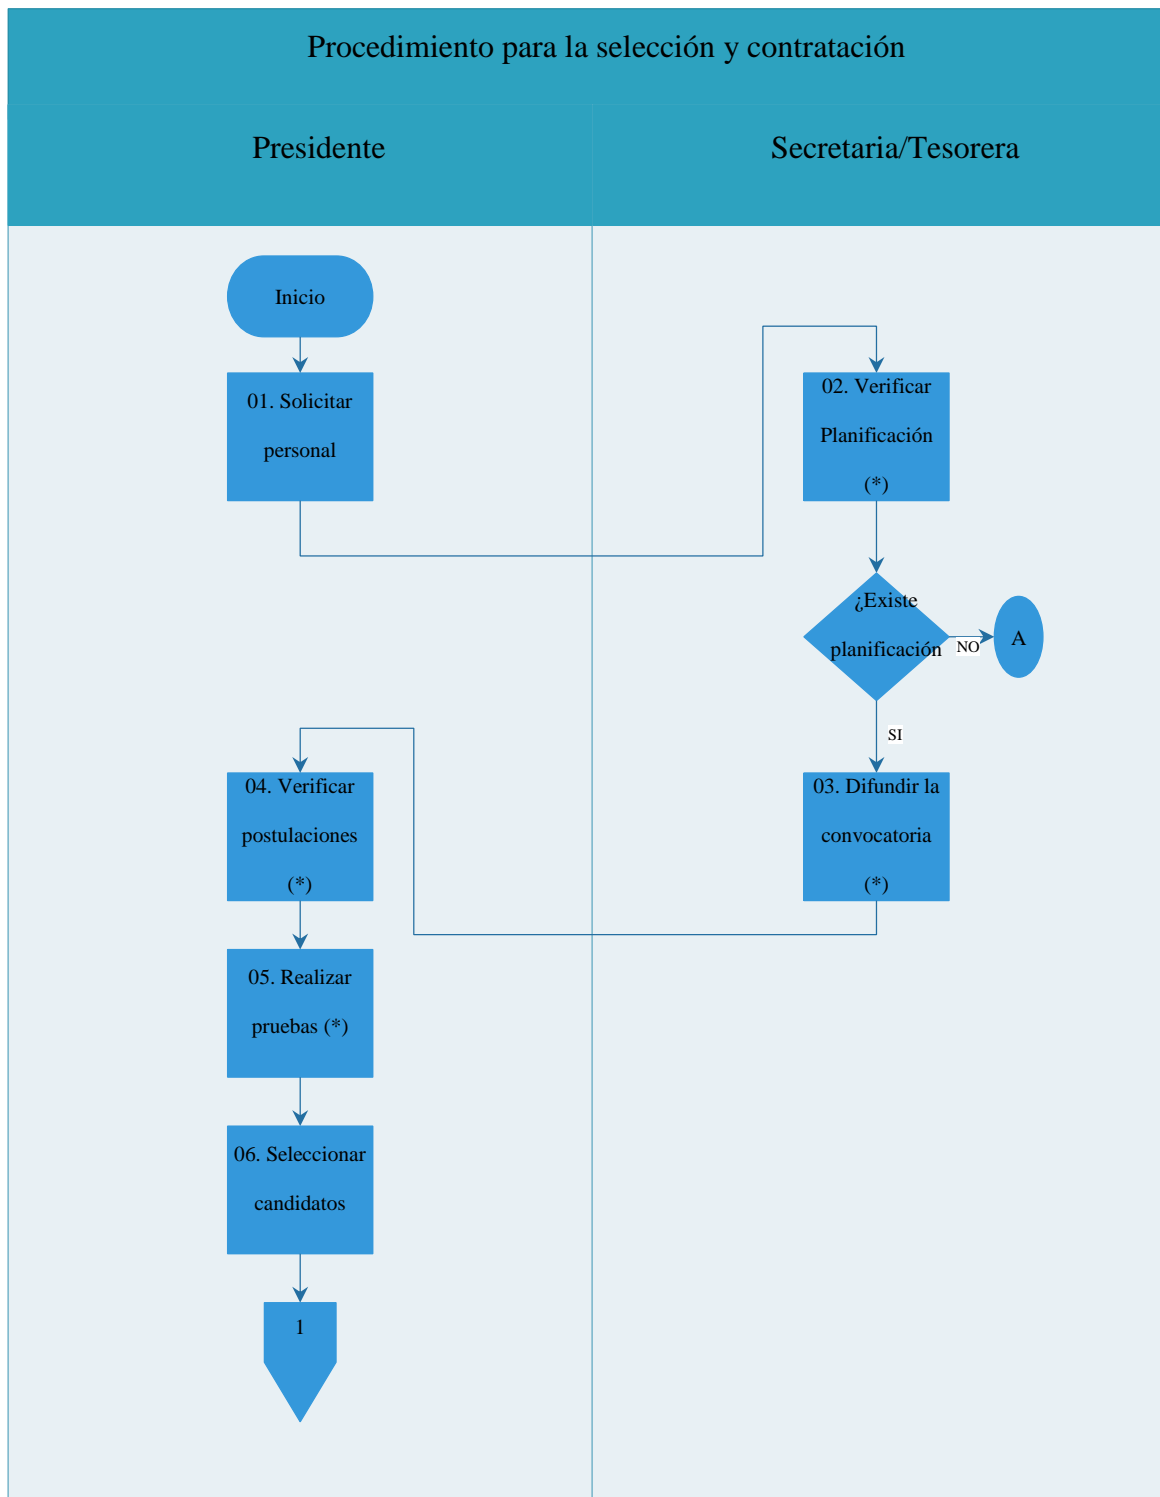 Procedimiento para la selección y contratación
Presidente
Secretaria/Tesorera
Inicio
01. Solicitar
personal
02. Verificar
Planificación
(*)
¿Existe
planificación
NO
A
SI
03. Difundir la
convocatoria
(*)
04. Verificar
postulaciones
(*)
05. Realizar
pruebas (*)
06. Seleccionar
candidatos
1